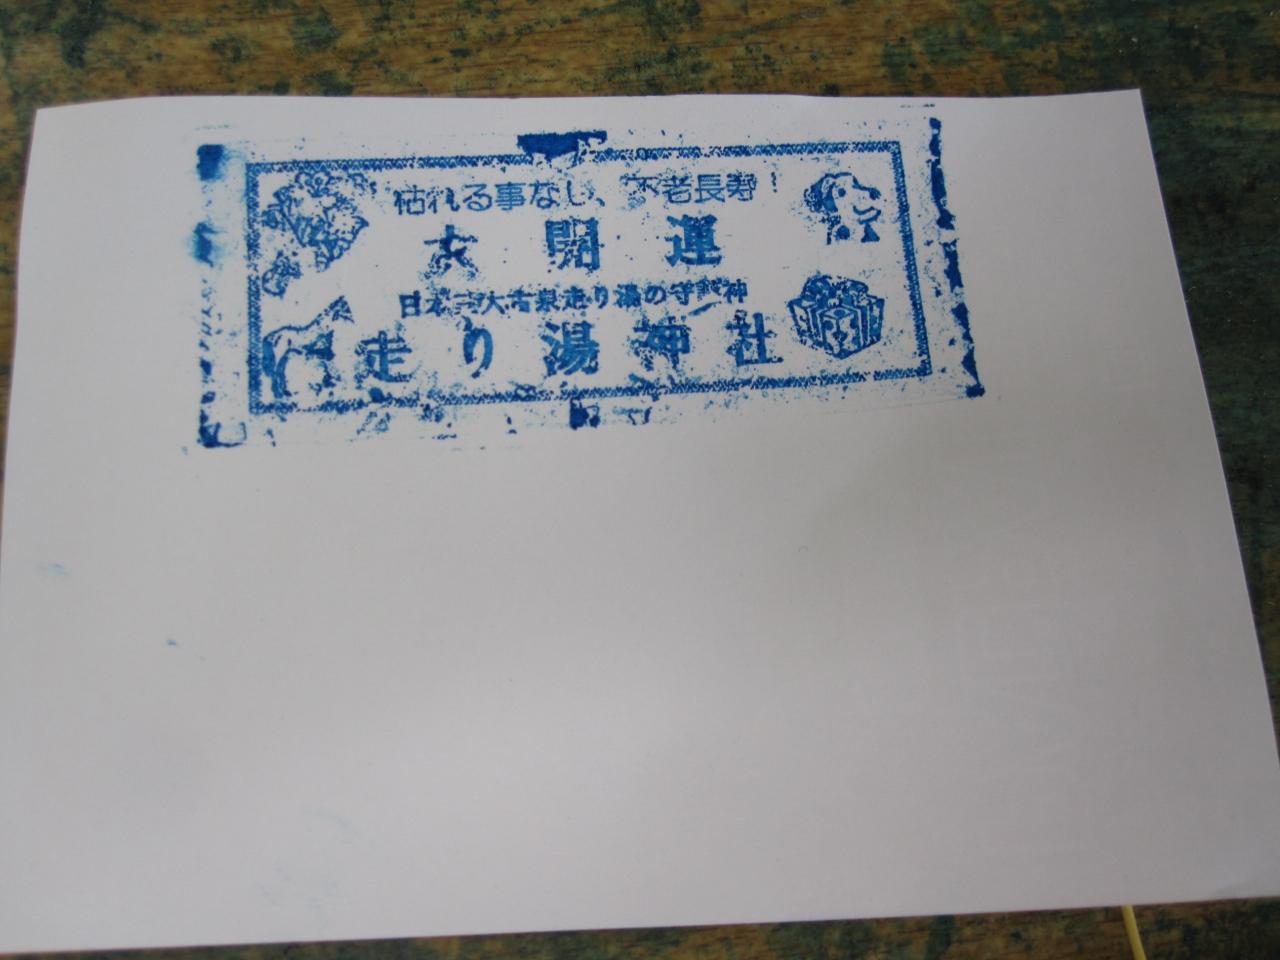 枯れる事なし、不老長寿！
大開運
日本三大古泉走り湯の守護神
走り湯神社